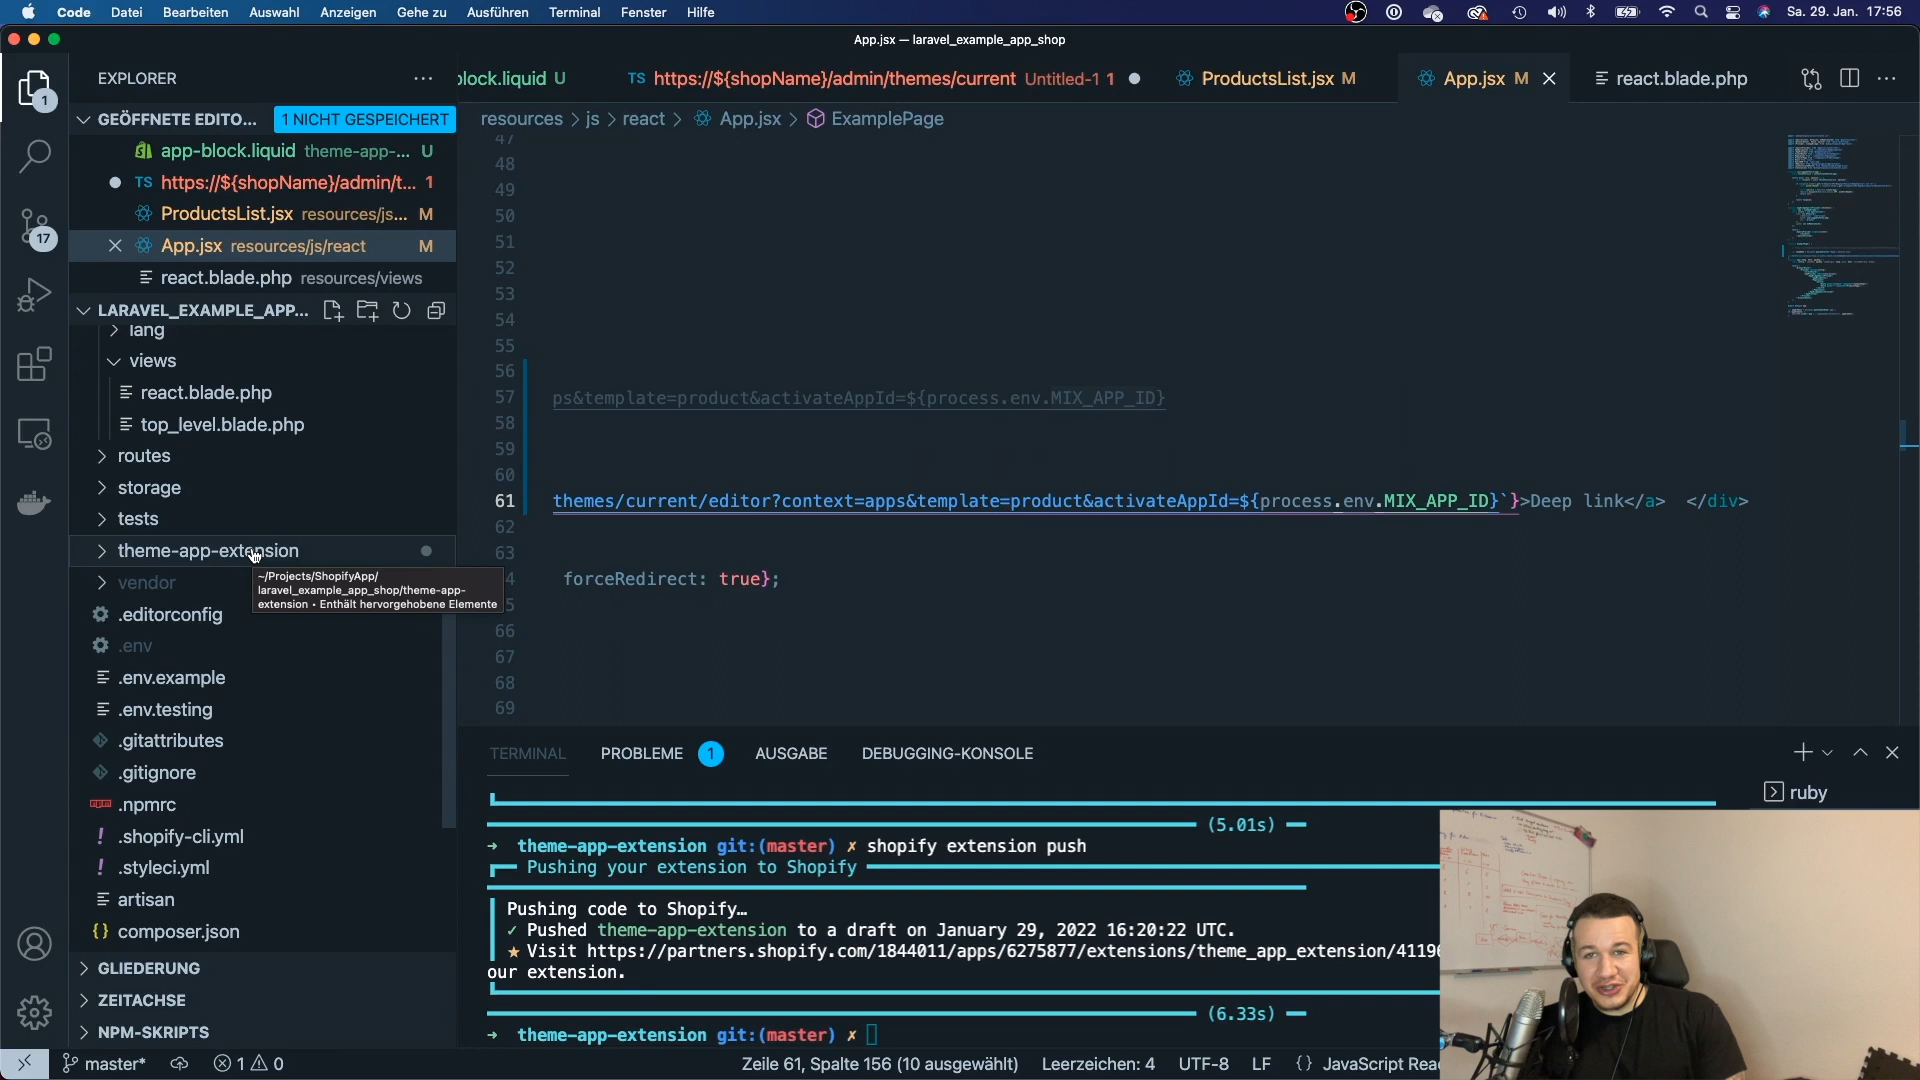 Code Datei Bearbeiten Auswahl Anzeigen Gehe zu Ausführen Terminal Fenster Hilfe Sa. 29. Jan. 17:56
App.jsx — laravel_example_app_shop
EXPLORER
lock.liquid U TS https://${shopName}/admin/themes/current Untitled-1 1 ProductsList.jsx M App.jsx M react.blade.php
1
GEÖFFNETE EDITO... 1 NICHT GESPEICHERT
resources > js > react > App.jsx > ExamplePage
app-block.liquid theme-app-... U
TS https://${shopName}/admin/t... 1
ProductsList.jsx resources/js... M
17
App.jsx resources/js/react M
react.blade.php resources/views
LARAVEL_EXAMPLE_APP...
lang
views
react.blade.php
top_level.blade.php
routes
storage
tests
theme-app-extension
~/Projects/ShopifyApp/
laravel_example_app_shop/theme-app-
extension • Enthält hervorgehobene Elemente
vendor
.editorconfig
.env
.env.example
.env.testing
.gitattributes
.gitignore
.npmrc
.shopify-cli.yml
.styleci.yml
artisan
composer.json
GLIEDERUNG
ZEITACHSE
NPM-SKRIPTS
47
48
49
50
51
52
53
54
55
56
57 ps&template=product&activateAppId=${process.env.MIX_APP_ID}
58
59
60
61 themes/current/editor?context=apps&template=product&activateAppId=${process.env.MIX_APP_ID}`}>Deep link</a> </div>
62
63
4 forceRedirect: true};
5
66
67
68
69
TERMINAL PROBLEME 1 AUSGABE DEBUGGING-KONSOLE
ruby
(5.01s)
→ theme-app-extension git:(master) ✗ shopify extension push
Pushing your extension to Shopify
Pushing code to Shopify…
✓ Pushed theme-app-extension to a draft on January 29, 2022 16:20:22 UTC.
★ Visit https://partners.shopify.com/1844011/apps/6275877/extensions/theme_app_extension/4119
our extension.
(6.33s)
→ theme-app-extension git:(master) ✗
master* 1 0 Zeile 61, Spalte 156 (10 ausgewählt) Leerzeichen: 4 UTF-8 LF {} JavaScript Rea